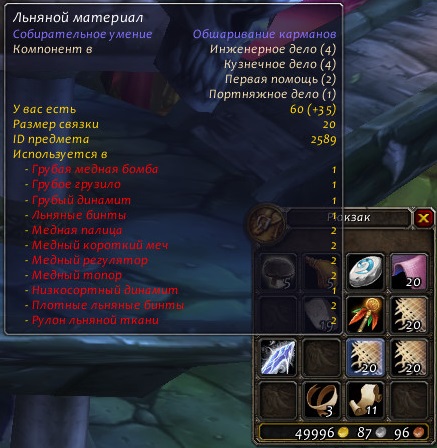 Льняной материал
Собирательное умение Обшаривание карманов
Компонент в Инженерное дело (4)
Кузнечное дело (4)
Первая помощь (2)
Портняжное дело (1)
У вас есть 60 (+35)
Размер связки 20
ID предмета 2589
Используется в
- Грубая медная бомба 1
- Грубое грузило 1
- Грубый динамит 1
- Льняные бинты 1
- Медная палица 2
- Медный короткий меч 2
- Медный регулятор 2
- Медный топор 2
- Низкосортный динамит 1
- Плотные льняные бинты 2
- Рулон льняной ткани 2
Рюкзак
5 20
20
20 20
3 11
49996 87 96